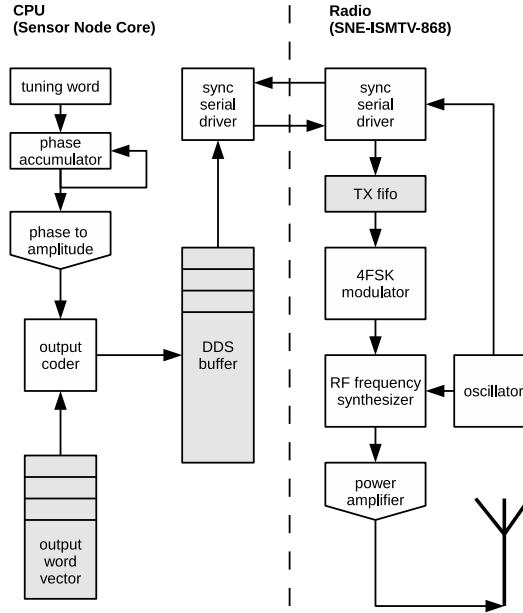 CPU
(Sensor Node Core)
Radio
(SNE-ISMTV-868)
tuning word
phase
accumulator
phase to
amplitude
output
coder
output
word
vector
sync
serial
driver
DDS
buffer
sync
serial
driver
TX fifo
4FSK
modulator
RF frequency
synthesizer
oscillator
power
amplifier